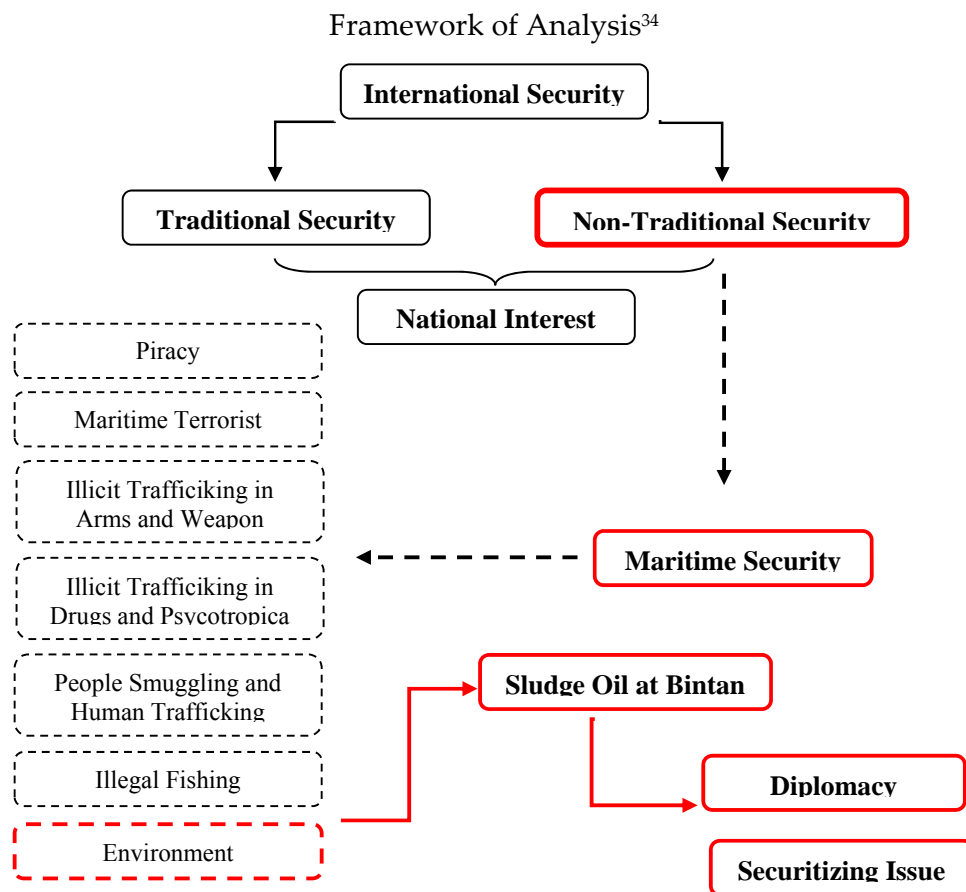 Framework of Analysis³⁴
International Security
Traditional Security
Non-Traditional Security
National Interest
Piracy
Maritime Terrorist
Illicit Trafficiking in
Arms and Weapon
Illicit Trafficiking in
Drugs and Psycotropica
Maritime Security
People Smuggling and
Human Trafficking
Sludge Oil at Bintan
Illegal Fishing
Diplomacy
Environment
Securitizing Issue